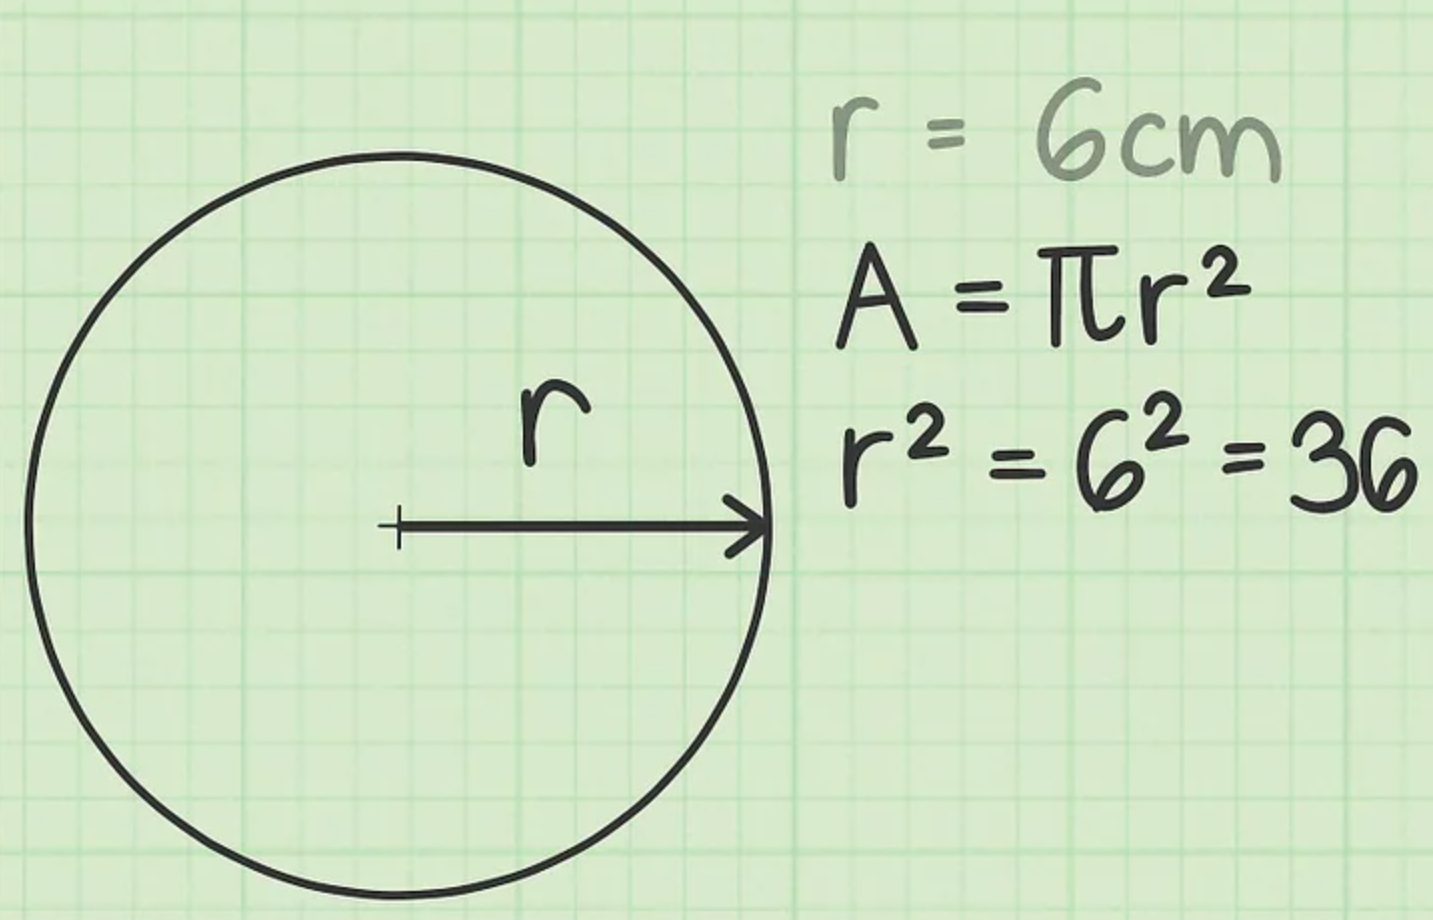 r = 6cm
A = πr²
r
r² = 6² = 36